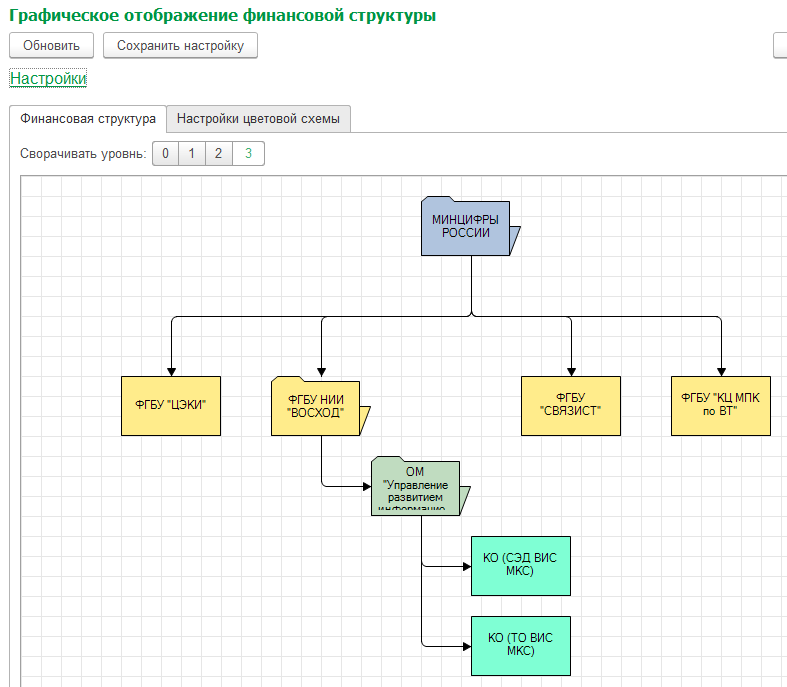 Графическое отображение финансовой структуры
Обновить
Сохранить настройку
Настройки
Финансовая структура
Настройки цветовой схемы
Сворачивать уровень: 0 1 2 3
МИНЦИФРЫ
РОССИИ
ФГБУ "ЦЭКИ"
ФГБУ НИИ
"ВОСХОД"
ФГБУ
"СВЯЗИСТ"
ФГБУ "КЦ МПК
по ВТ"
ОМ
"Управление
развитием
информацио
КО (СЭД ВИС
МКС)
КО (ТО ВИС
МКС)